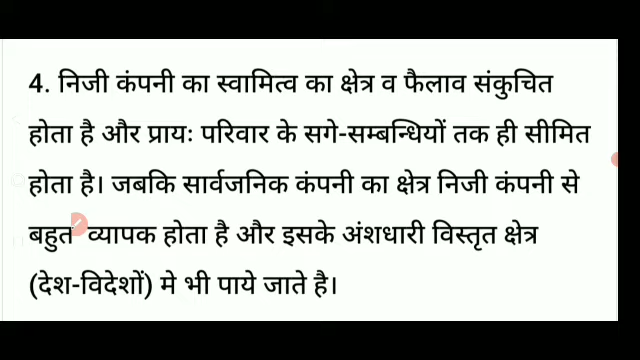 4. निजी कंपनी का स्वामित्व का क्षेत्र व फैलाव संकुचित
होता है और प्रायः परिवार के सगे-सम्बन्धियों तक ही सीमित
होता है। जबकि सार्वजनिक कंपनी का क्षेत्र निजी कंपनी से
बहुत व्यापक होता है और इसके अंशधारी विस्तृत क्षेत्र
(देश-विदेशों) मे भी पाये जाते है।